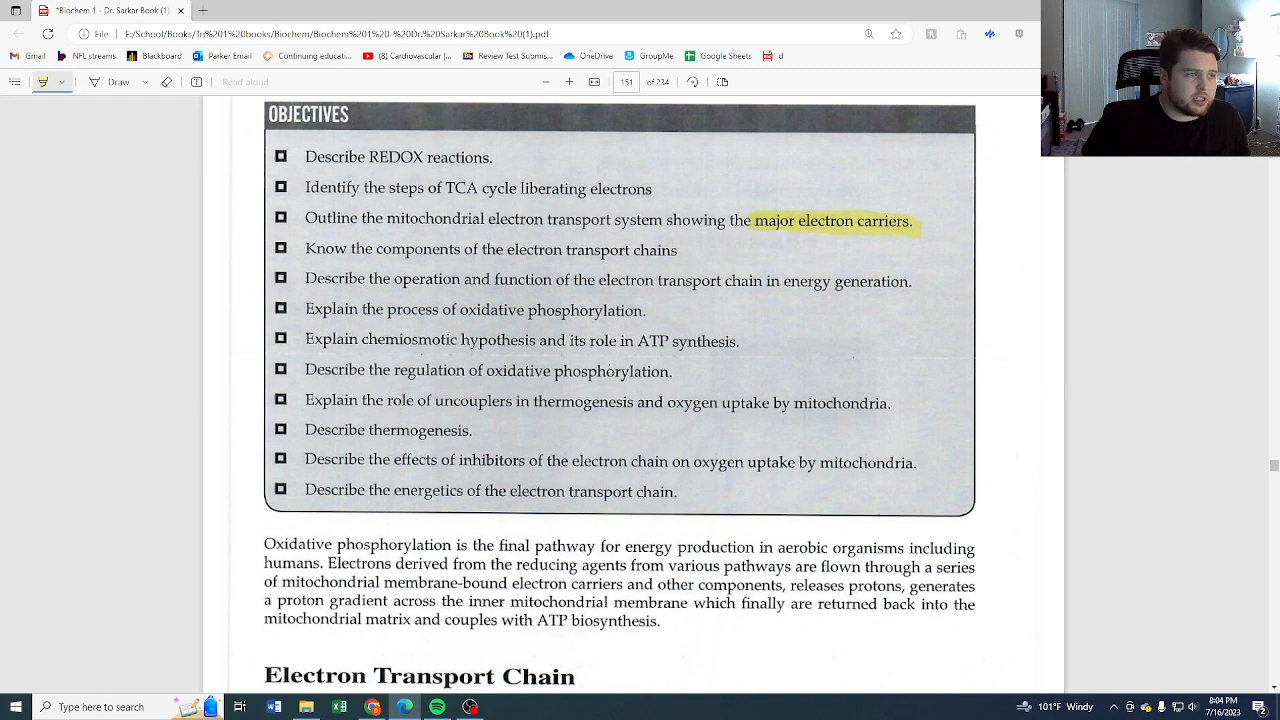 *Biochem 1 - Dr. Sarkar Book (1).
File
F:/School/Books/Tri%201%20books/Biochem/Biochem%201%20-%20Dr.%20Sarkar%20Book%20(1).pdf
Gmail
NFL streams
Blackboard
Parker Email
Continuing educati...
(8) Cardiovascular |...
Review Test Submiss...
OneDrive
GroupMe
Google Sheets
d
Draw
Read aloud
151
of 234
OBJECTIVES
Describe REDOX reactions.
Identify the steps of TCA cycle liberating electrons
Outline the mitochondrial electron transport system showing the major electron carriers.
Know the components of the electron transport chains
Describe the operation and function of the electron transport chain in energy generation.
Explain the process of oxidative phosphorylation.
Explain chemiosmotic hypothesis and its role in ATP synthesis.
Describe the regulation of oxidative phosphorylation.
Explain the role of uncouplers in thermogenesis and oxygen uptake by mitochondria.
Describe thermogenesis.
Describe the effects of inhibitors of the electron chain on oxygen uptake by mitochondria.
Describe the energetics of the electron transport chain.
Oxidative phosphorylation is the final pathway for energy production in aerobic organisms including
humans. Electrons derived from the reducing agents from various pathways are flown through a series
of mitochondrial membrane-bound electron carriers and other components, releases protons, generates
a proton gradient across the inner mitochondrial membrane which finally are returned back into the
mitochondrial matrix and couples with ATP biosynthesis.
Electron Transport Chain
Type here to search
101°F Windy
8:04 PM
7/16/2023